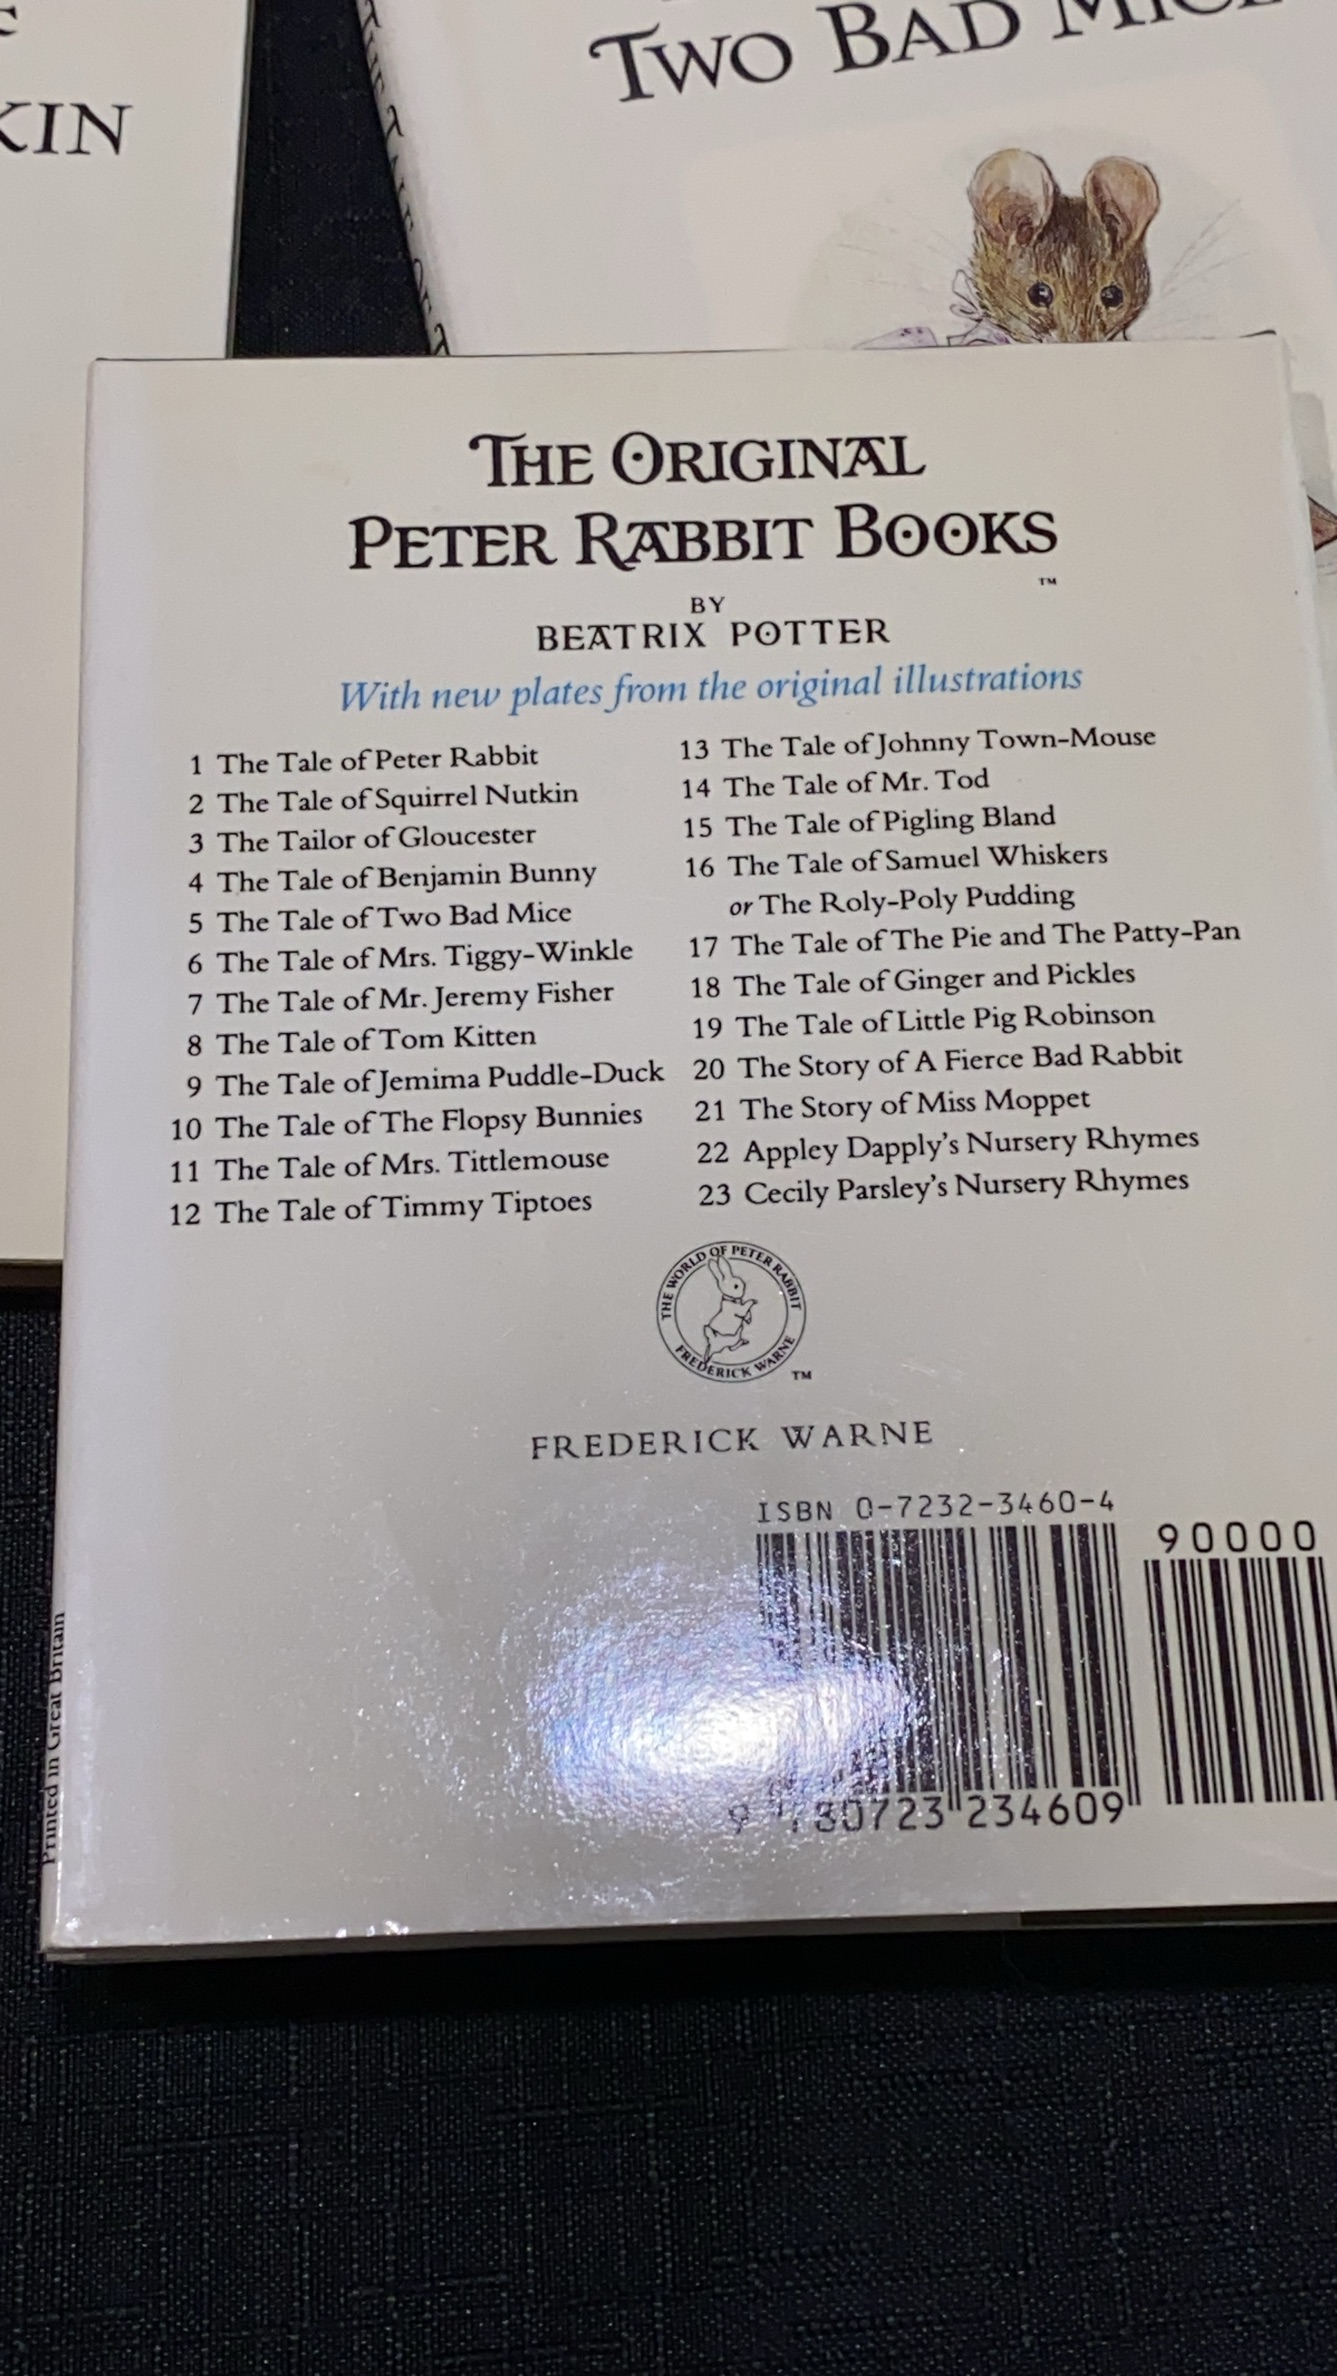 KIN
TWO BAD MICE
THE ORIGINAL
PETER RABBIT BOOKS
™
BY
BEATRIX POTTER
With new plates from the original illustrations
1 The Tale of Peter Rabbit
2 The Tale of Squirrel Nutkin
3 The Tailor of Gloucester
4 The Tale of Benjamin Bunny
5 The Tale of Two Bad Mice
6 The Tale of Mrs. Tiggy-Winkle
7 The Tale of Mr. Jeremy Fisher
8 The Tale of Tom Kitten
9 The Tale of Jemima Puddle-Duck
10 The Tale of The Flopsy Bunnies
11 The Tale of Mrs. Tittlemouse
12 The Tale of Timmy Tiptoes
13 The Tale of Johnny Town-Mouse
14 The Tale of Mr. Tod
15 The Tale of Pigling Bland
16 The Tale of Samuel Whiskers
or The Roly-Poly Pudding
17 The Tale of The Pie and The Patty-Pan
18 The Tale of Ginger and Pickles
19 The Tale of Little Pig Robinson
20 The Story of A Fierce Bad Rabbit
21 The Story of Miss Moppet
22 Appley Dapply's Nursery Rhymes
23 Cecily Parsley's Nursery Rhymes
THE WORLD OF PETER RABBIT
FREDERICK WARNE
TM
FREDERICK WARNE
ISBN 0-7232-3460-4
90000
9 780723 234609
Printed in Great Britain